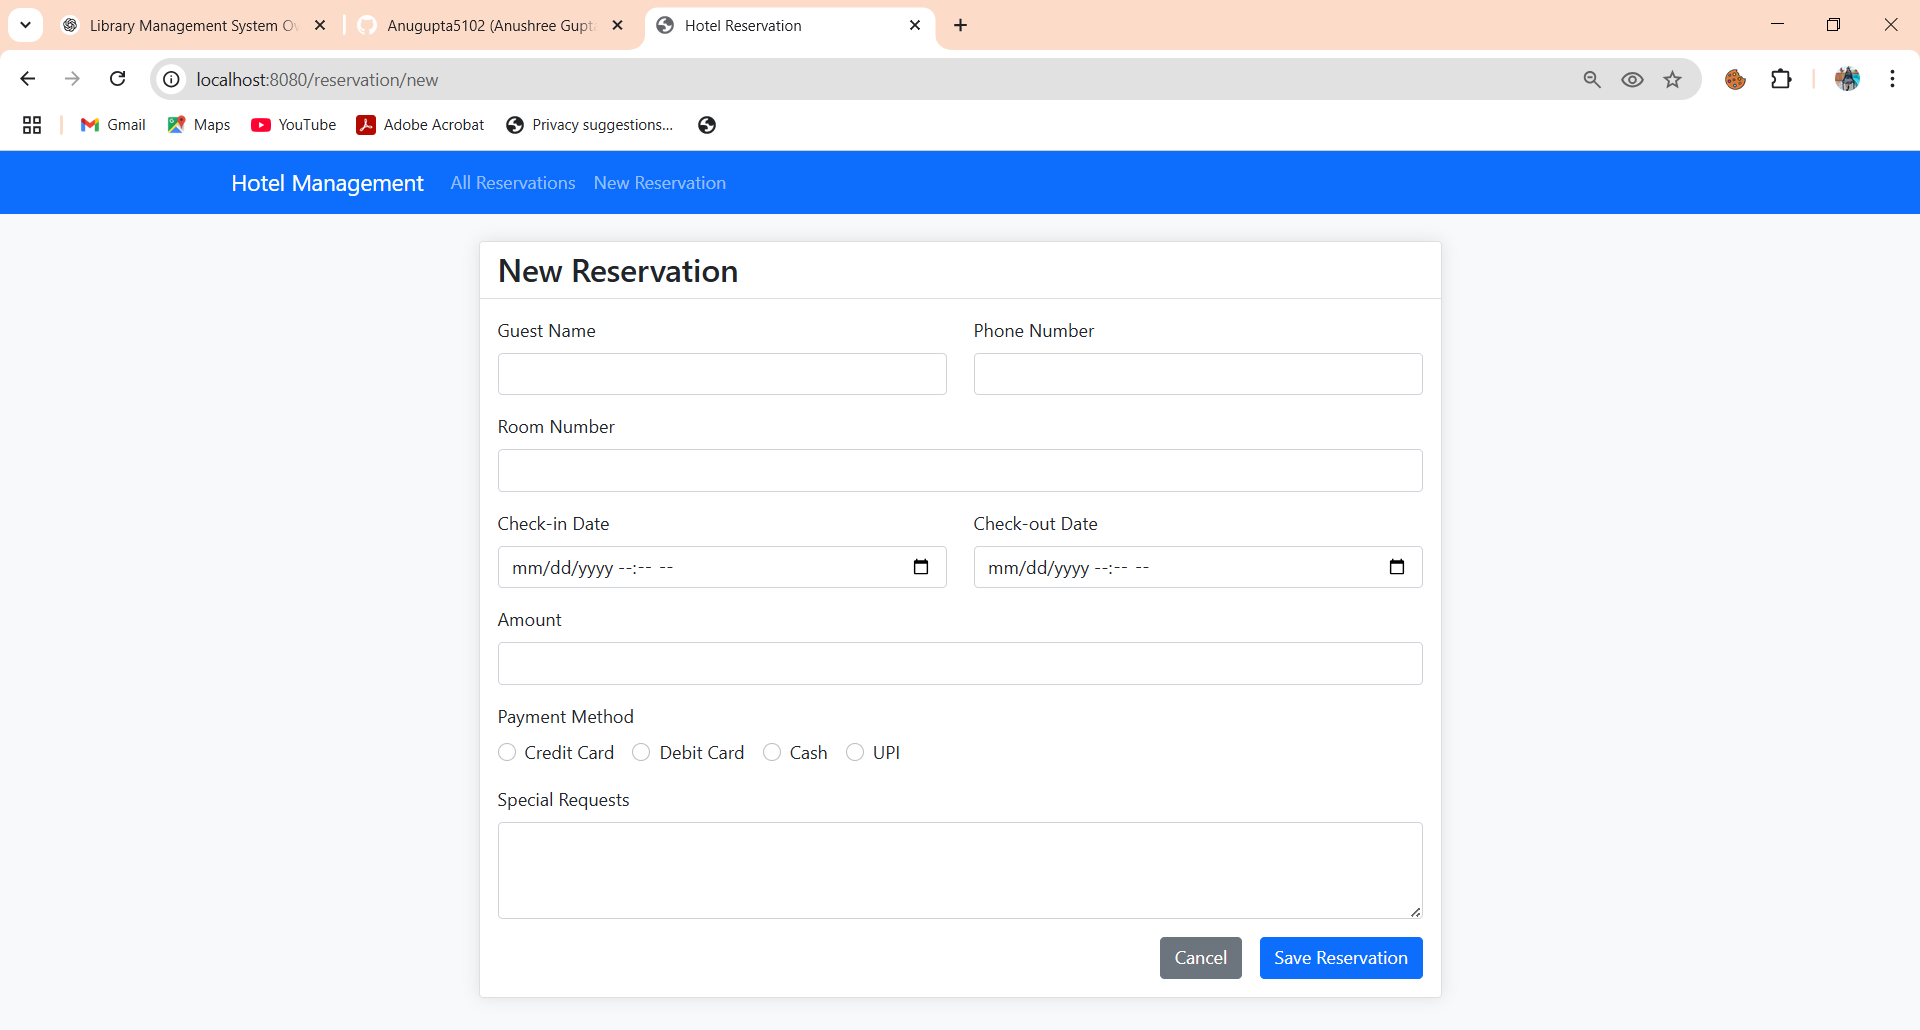 Library Management System Ov
Anugupta5102 (Anushree Gupta
Hotel Reservation
localhost:8080/reservation/new
Gmail
Maps
YouTube
Adobe Acrobat
Privacy suggestions...
Hotel Management
All Reservations
New Reservation
New Reservation
Guest Name
Phone Number
Room Number
Check-in Date
Check-out Date
mm/dd/yyyy --:-- --
mm/dd/yyyy --:-- --
Amount
Payment Method
Credit Card
Debit Card
Cash
UPI
Special Requests
Cancel
Save Reservation